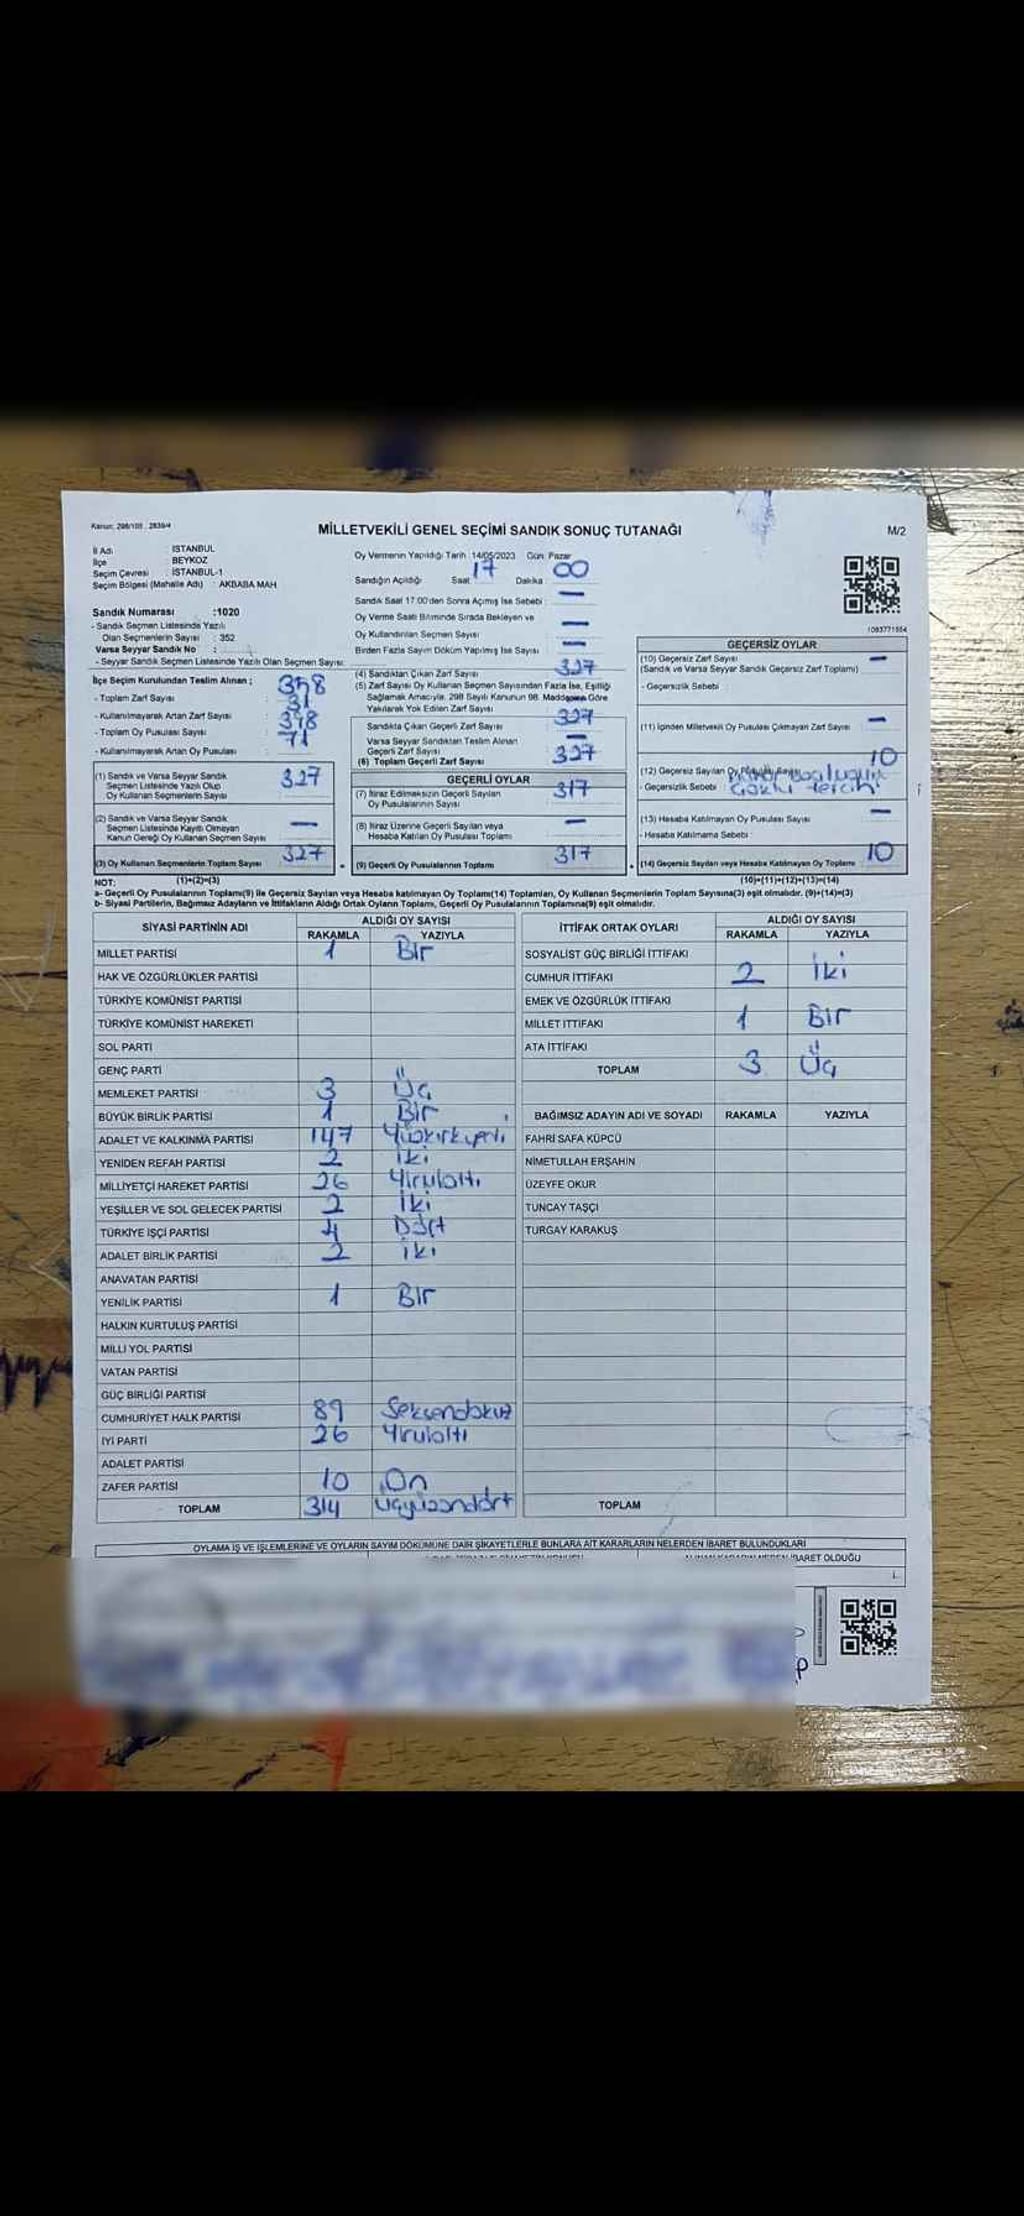 Kanun: 298/105 , 2839/4
MİLLETVEKİLİ GENEL SEÇİMİ SANDIK SONUÇ TUTANAĞI
M/2
İl Adı : İSTANBUL
İlçe : BEYKOZ
Seçim Çevresi : İSTANBUL-1
Seçim Bölgesi (Mahalle Adı) : AKBABA MAH
Sandık Numarası :1020
- Sandık Seçmen Listesinde Yazılı
Olan Seçmenlerin Sayısı : 352
Varsa Seyyar Sandık No :
- Seyyar Sandık Seçmen Listesinde Yazılı Olan Seçmen Sayısı:
İlçe Seçim Kurulundan Teslim Alınan ;
- Toplam Zarf Sayısı : 358
- Kullanılmayarak Artan Zarf Sayısı : 31
- Toplam Oy Pusulası Sayısı : 398
- Kullanılmayarak Artan Oy Pusulası : 71
Oy Vermenin Yapıldığı Tarih : 14/05/2023 Gün: Pazar
Sandığın Açıldığı Saat 17 Dakika 00
Sandık Saat 17:00'den Sonra Açılmış İse Sebebi : —
Oy Verme Saati Bitiminde Sırada Bekleyen ve
Oy Kullandırılan Seçmen Sayısı —
Birden Fazla Sayım Döküm Yapılmış İse Sayısı —
(4) Sandıktan Çıkan Zarf Sayısı 327
(5) Zarf Sayısı Oy Kullanan Seçmen Sayısından Fazla İse, Eşitliği
Sağlamak Amacıyla, 298 Sayılı Kanunun 98. Maddesine Göre
Yakılarak Yok Edilen Zarf Sayısı
Sandıkta Çıkan Geçerli Zarf Sayısı 327
Varsa Seyyar Sandıktan Teslim Alınan
Geçerli Zarf Sayısı —
(6) Toplam Geçerli Zarf Sayısı 327
1083771554
GEÇERSİZ OYLAR
(10) Geçersiz Zarf Sayısı —
(Sandık ve Varsa Seyyar Sandık Geçersiz Zarf Toplamı)
- Geçersizlik Sebebi :
(11) İçinden Milletvekili Oy Pusulası Çıkmayan Zarf Sayısı —
(12) Geçersiz Sayılan Oy Pusulası Sayısı 10
- Geçersizlik Sebebi : tercih
(13) Hesaba Katılmayan Oy Pusulası Sayısı —
- Hesaba Katılmama Sebebi :
(14) Geçersiz Sayılan veya Hesaba Katılmayan Oy Toplamı 10
(10)+(11)+(12)+(13)=(14)
(1) Sandık ve Varsa Seyyar Sandık
Seçmen Listesinde Yazılı Olup
Oy Kullanan Seçmenlerin Sayısı 327
(2) Sandık ve Varsa Seyyar Sandık
Seçmen Listesinde Kayıtlı Olmayan
Kanun Gereği Oy Kullanan Seçmen Sayısı —
(3) Oy Kullanan Seçmenlerin Toplam Sayısı 327
(1)+(2)=(3)
GEÇERLİ OYLAR
(7) İtiraz Edilmeksizin Geçerli Sayılan
Oy Pusulalarının Sayısı 317
(8) İtiraz Üzerine Geçerli Sayılan veya
Hesaba Katılan Oy Pusulası Toplamı —
(9) Geçerli Oy Pusulalarının Toplamı 317
NOT:
a- Geçerli Oy Pusulalarının Toplamı(9) ile Geçersiz Sayılan veya Hesaba katılmayan Oy Toplamı(14) Toplamları, Oy Kullanan Seçmenlerin Toplam Sayısına(3) eşit olmalıdır. (9)+(14)=(3)
b- Siyasi Partilerin, Bağımsız Adayların ve İttifakların Aldığı Ortak Oyların Toplamı, Geçerli Oy Pusulalarının Toplamına(9) eşit olmalıdır.
SİYASİ PARTİNİN ADI ALDIĞI OY SAYISI
RAKAMLA YAZIYLA
MİLLET PARTİSİ 1 Bir
HAK VE ÖZGÜRLÜKLER PARTİSİ
TÜRKİYE KOMÜNİST PARTİSİ
TÜRKİYE KOMÜNİST HAREKETİ
SOL PARTİ
GENÇ PARTİ
MEMLEKET PARTİSİ 3 Üç
BÜYÜK BİRLİK PARTİSİ 1 Bir
ADALET VE KALKINMA PARTİSİ 147 Yüzkırkyedi
YENİDEN REFAH PARTİSİ 2 İki
MİLLİYETÇİ HAREKET PARTİSİ 26 Yirmialtı
YEŞİLLER VE SOL GELECEK PARTİSİ 2 İki
TÜRKİYE İŞÇİ PARTİSİ 4 Dört
ADALET BİRLİK PARTİSİ 2 İki
ANAVATAN PARTİSİ
YENİLİK PARTİSİ 1 Bir
HALKIN KURTULUŞ PARTİSİ
MİLLİ YOL PARTİSİ
VATAN PARTİSİ
GÜÇ BİRLİĞİ PARTİSİ
CUMHURİYET HALK PARTİSİ 89 Seksendokuz
İYİ PARTİ 26 Yirmialtı
ADALET PARTİSİ
ZAFER PARTİSİ 10 On
TOPLAM 314 Üçyüzondört
İTTİFAK ORTAK OYLARI ALDIĞI OY SAYISI
RAKAMLA YAZIYLA
SOSYALİST GÜÇ BİRLİĞİ İTTİFAKI
CUMHUR İTTİFAKI 2 İki
EMEK VE ÖZGÜRLÜK İTTİFAKI
MİLLET İTTİFAKI 1 Bir
ATA İTTİFAKI
TOPLAM 3 Üç
BAĞIMSIZ ADAYIN ADI VE SOYADI RAKAMLA YAZIYLA
FAHRİ SAFA KÜPCÜ
NİMETULLAH ERŞAHİN
ÜZEYFE OKUR
TUNCAY TAŞÇI
TURGAY KARAKUŞ
TOPLAM
OYLAMA İŞ VE İŞLEMLERİNE VE OYLARIN SAYIM DÖKÜMÜNE DAİR ŞİKAYETLERLE BUNLARA AİT KARARLARIN NELERDEN İBARET BULUNDUKLARI
İBARET OLDUĞU